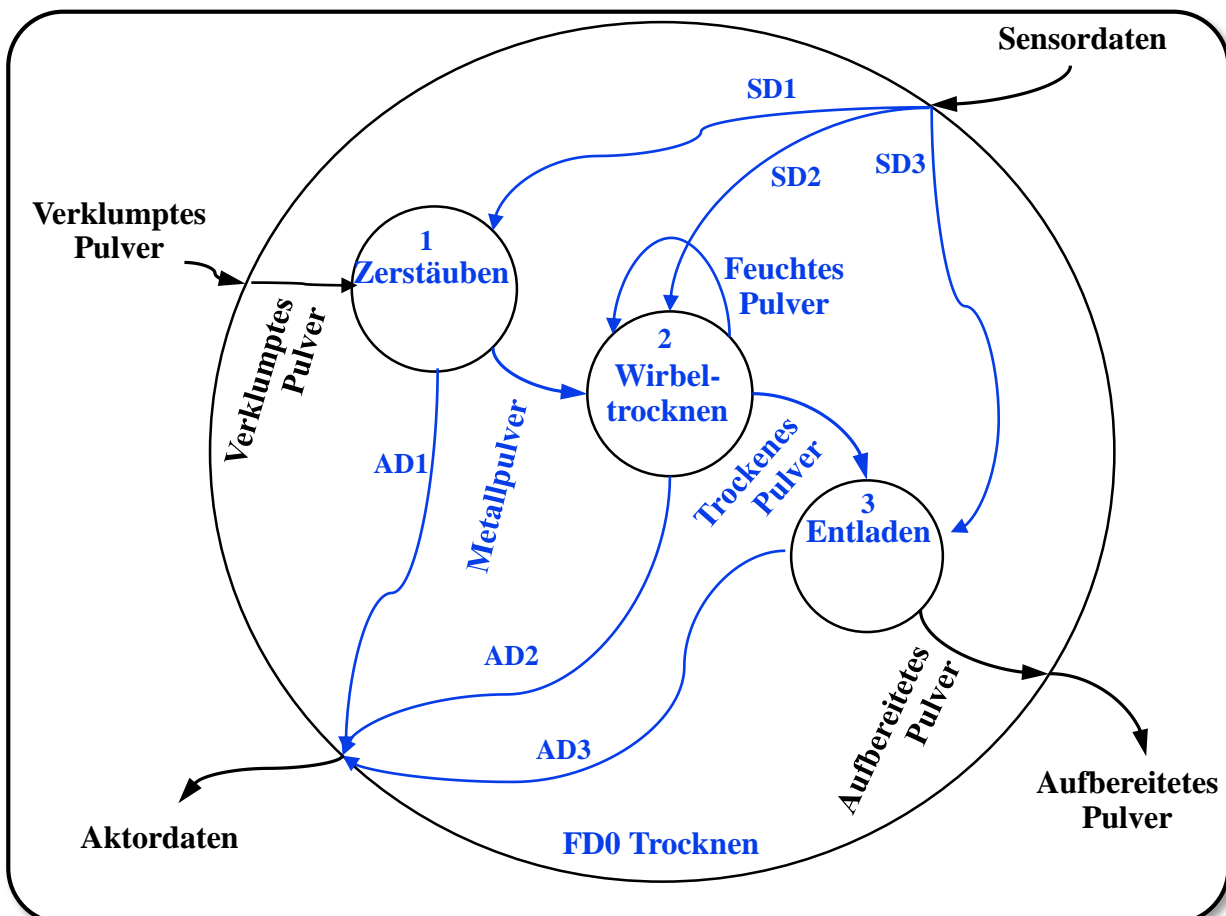 Sensordaten
SD1
SD2
SD3
Verklumptes
Pulver
1
Zerstäuben
Feuchtes
Pulver
Verklumptes
Pulver
2
Wirbel-
trocknen
AD1
Metallpulver
Trockenes
Pulver
3
Entladen
AD2
AD3
Aufbereitetes
Pulver
Aufbereitetes
Pulver
Aktordaten
FD0 Trocknen